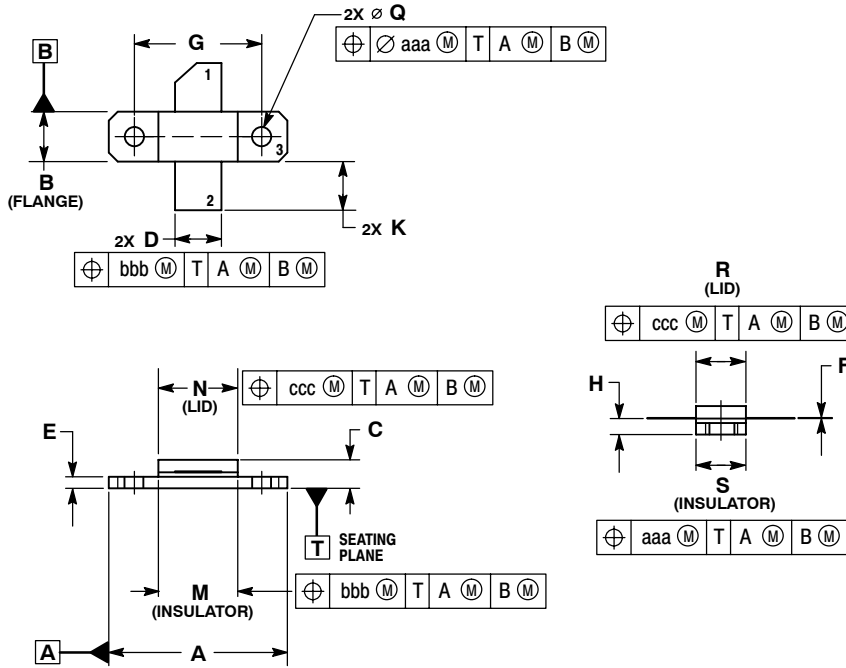 2X ⌀ Q
⌖ ⌀ aaa Ⓜ T A Ⓜ B Ⓜ
G
B
1
3
B
(FLANGE)
2
2X K
2X D
⌖ bbb Ⓜ T A Ⓜ B Ⓜ
R
(LID)
⌖ ccc Ⓜ T A Ⓜ B Ⓜ
N
(LID)
⌖ ccc Ⓜ T A Ⓜ B Ⓜ
H
F
E
C
S
(INSULATOR)
⌖ aaa Ⓜ T A Ⓜ B Ⓜ
T SEATING
PLANE
M
(INSULATOR)
⌖ bbb Ⓜ T A Ⓜ B Ⓜ
A
A